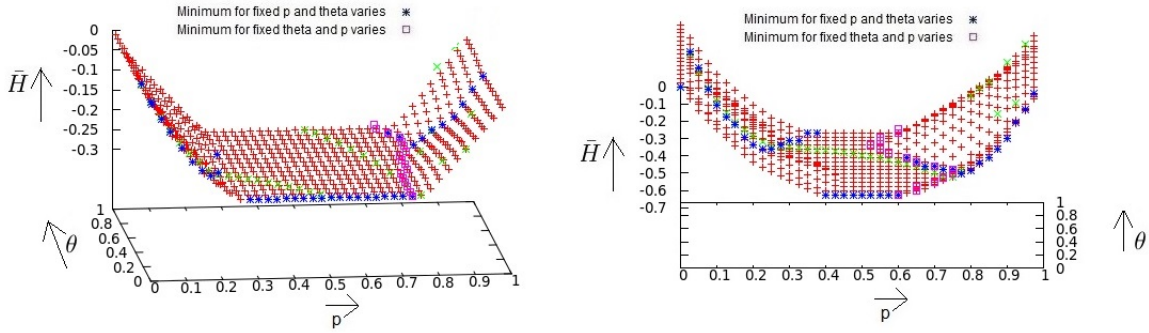 Minimum for fixed p and theta varies
Minimum for fixed theta and p varies
H̄
0
-0.05
-0.1
-0.15
-0.2
-0.25
-0.3
1
0.8
0.6
0.4
0.2
0
θ
0 0.1 0.2 0.3 0.4 0.5 0.6 0.7 0.8 0.9 1
p
Minimum for fixed p and theta varies
Minimum for fixed theta and p varies
H̄
-0.1
0
-0.2
-0.3
-0.4
-0.5
-0.6
-0.7
1
0.8
0.6
0.4
0.2
0
θ
0 0.1 0.2 0.3 0.4 0.5 0.6 0.7 0.8 0.9 1
p